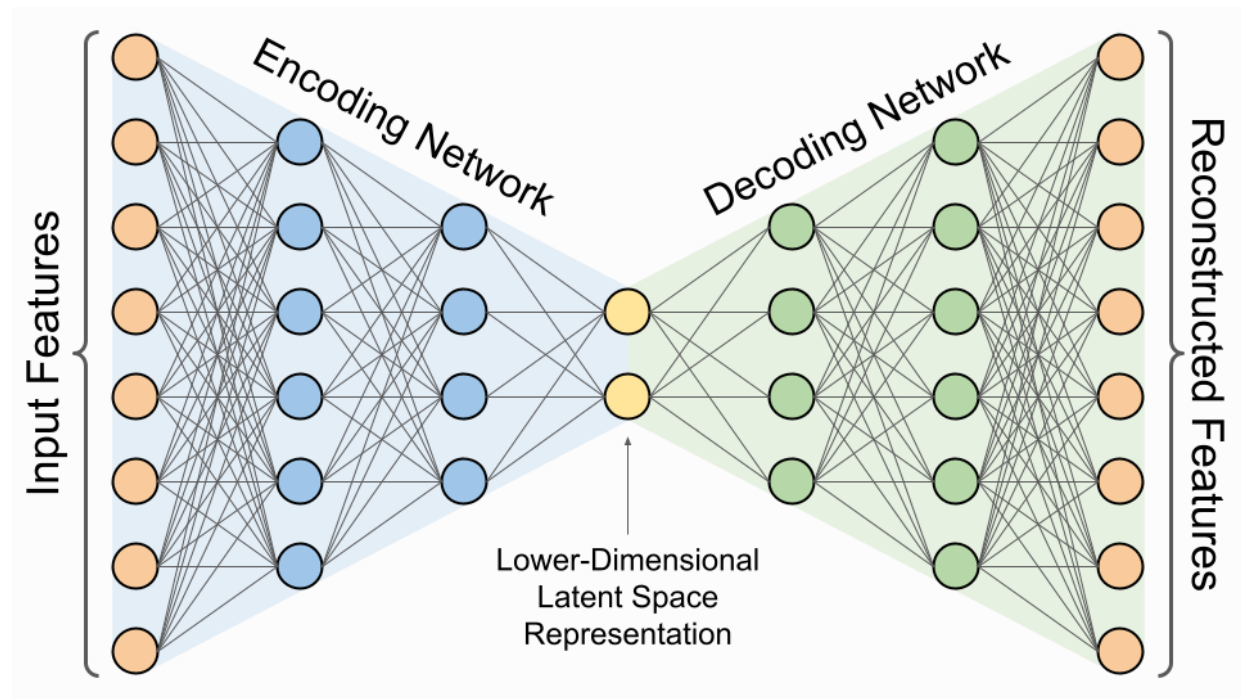 Input Features
Encoding Network
Decoding Network
Reconstructed Features
Lower-Dimensional
Latent Space
Representation